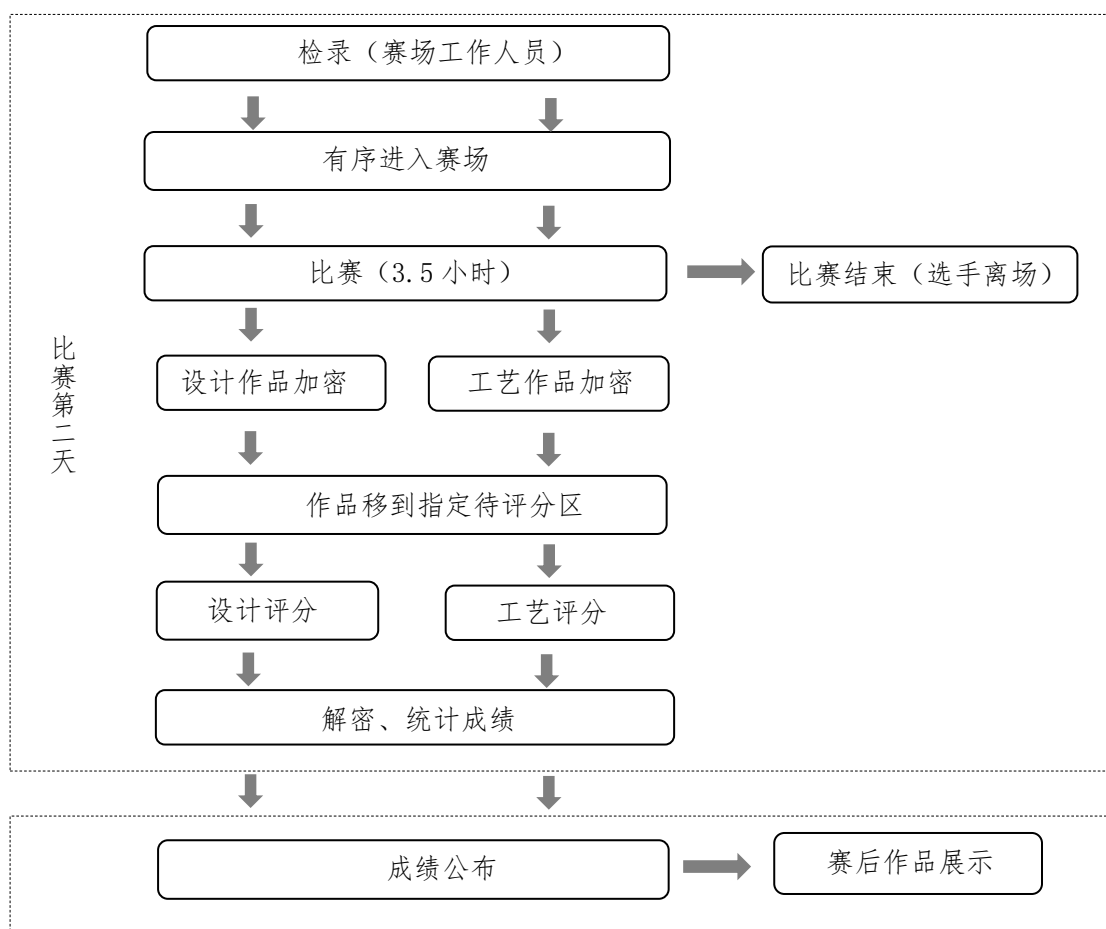 检录（赛场工作人员）
有序进入赛场
比赛（3.5 小时）
比赛结束（选手离场）
比赛第二天
设计作品加密
工艺作品加密
作品移到指定待评分区
设计评分
工艺评分
解密、统计成绩
成绩公布
赛后作品展示